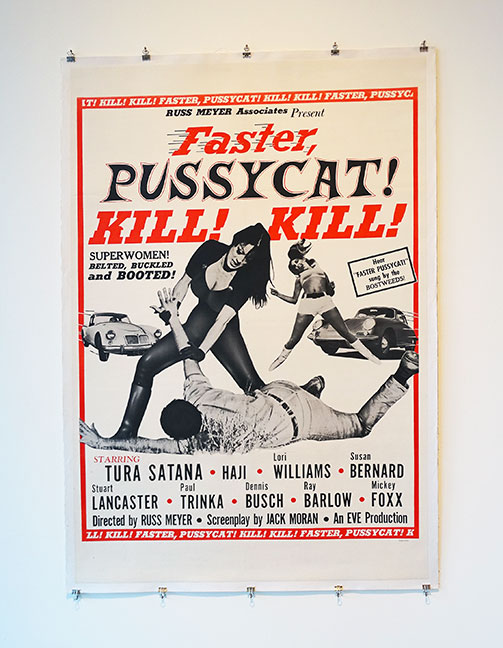 LT! KILL! KILL! FASTER, PUSSYCAT! KILL! KILL! FASTER, PUSSYC
RUSS MEYER Associates Present
Faster,
PUSSYCAT!
KILL! KILL!
SUPERWOMEN!
BELTED, BUCKLED
and BOOTED!
Hear
"FASTER PUSSYCAT!"
sung by the
BOSTWEEDS!
STARRING
TURA SATANA • HAJI • Lori WILLIAMS • Susan BERNARD
Stuart LANCASTER • Paul TRINKA • Dennis BUSCH • Ray BARLOW • Mickey FOXX
Directed by RUSS MEYER • Screenplay by JACK MORAN • An EVE Production
LL! KILL! FASTER, PUSSYCAT! KILL! KILL! FASTER, PUSSYCAT! K